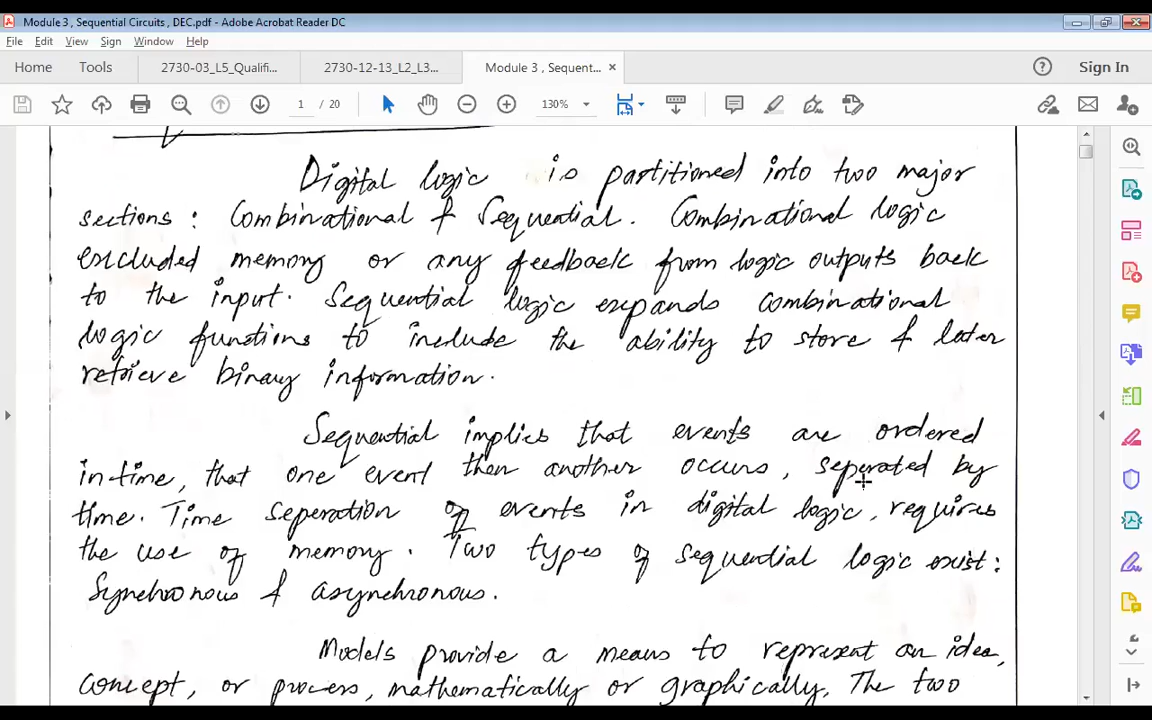 Module 3 , Sequential Circuits , DEC.pdf - Adobe Acrobat Reader DC
File Edit View Sign Window Help
Home Tools 2730-03_L5_Qualifi... 2730-12-13_L2_L3... Module 3 , Sequent... × Sign In
1 / 20 130%
Digital logic is partitioned into two major
sections : Combinational & Sequential. Combinational logic
excluded memory or any feedback from logic outputs back
to the input. Sequential logic expands combinational
logic functions to include the ability to store & later
retrieve binary information.
Sequential implies that events are ordered
in-time, that one event then another occurs, seperated by
time. Time seperation of events in digital logic, requires
the use of memory. Two types of sequential logic exist:
Synchronous & asynchronous.
Models provide a means to represent an idea,
concept, or process, mathematically or graphically. The two